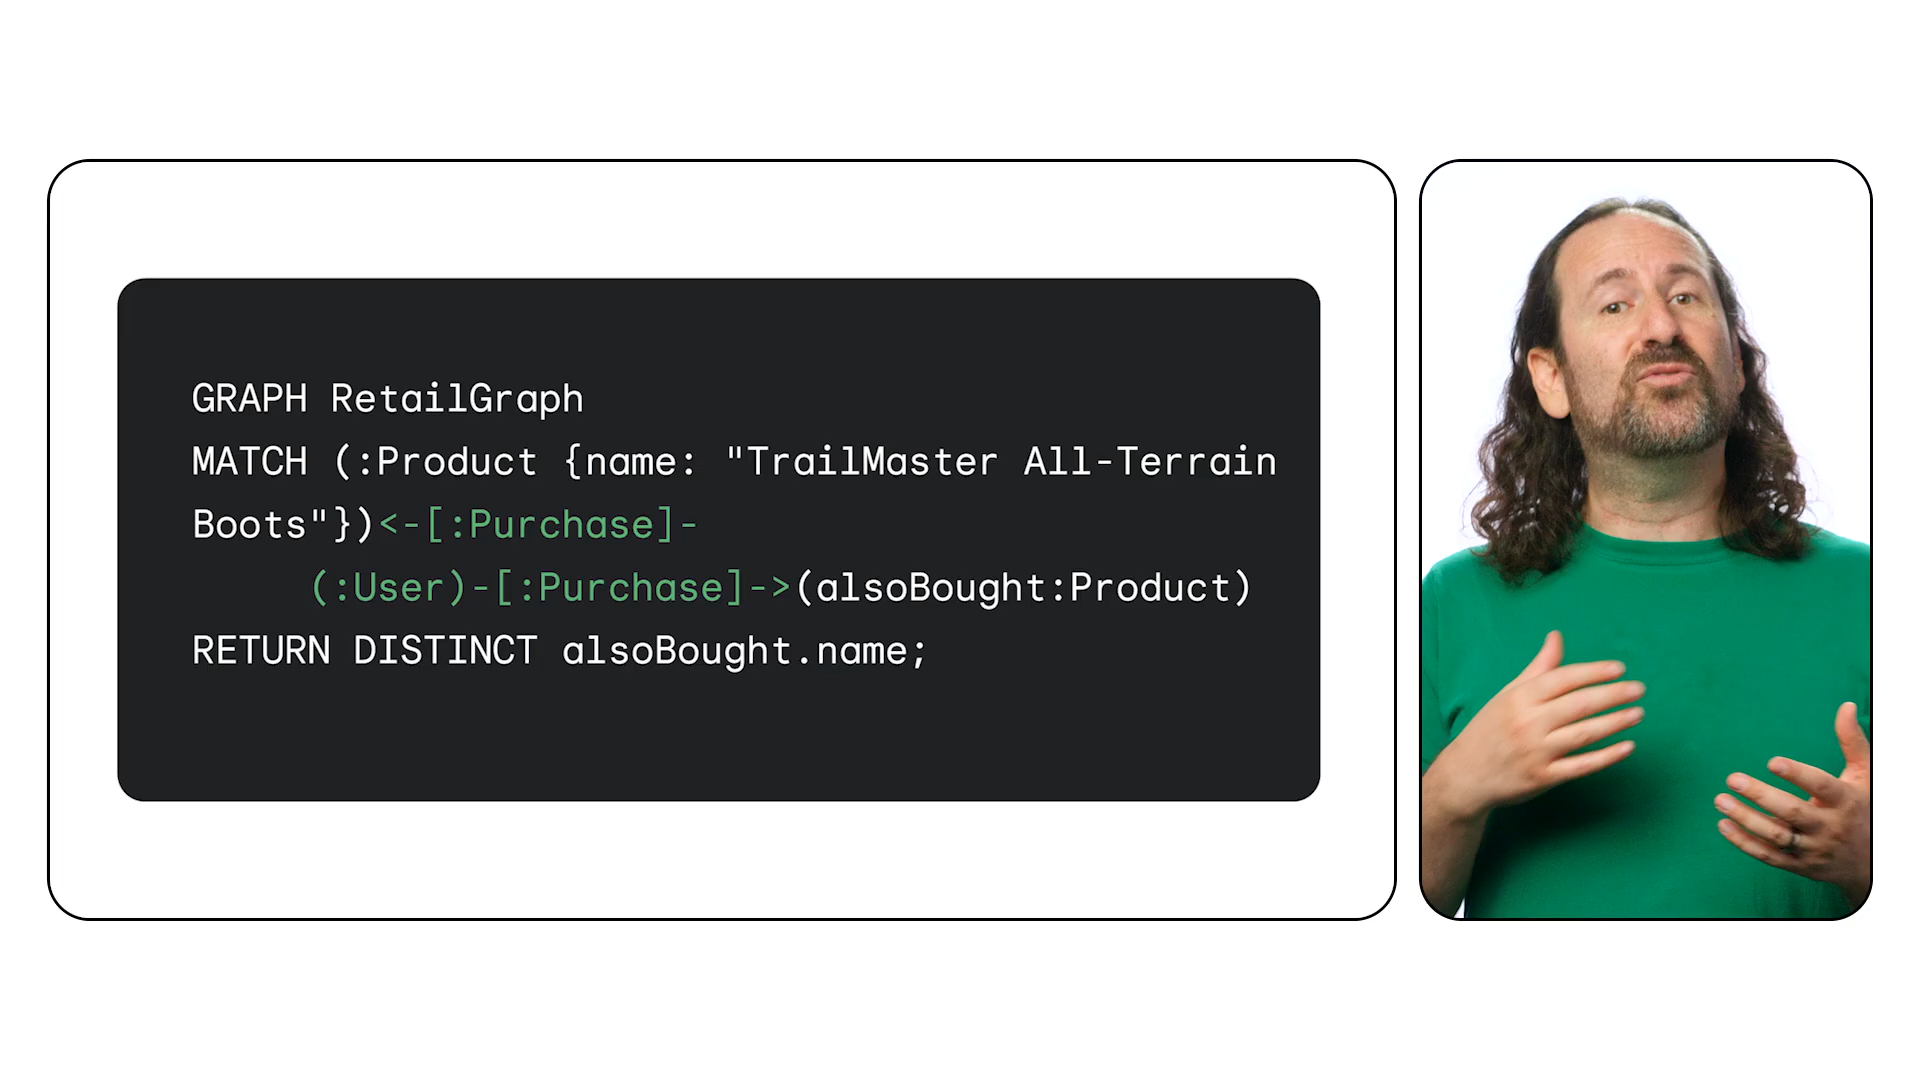 GRAPH RetailGraph
MATCH (:Product {name: "TrailMaster All-Terrain
Boots"})<-[:Purchase]-
(:User)-[:Purchase]->(alsoBought:Product)
RETURN DISTINCT alsoBought.name;